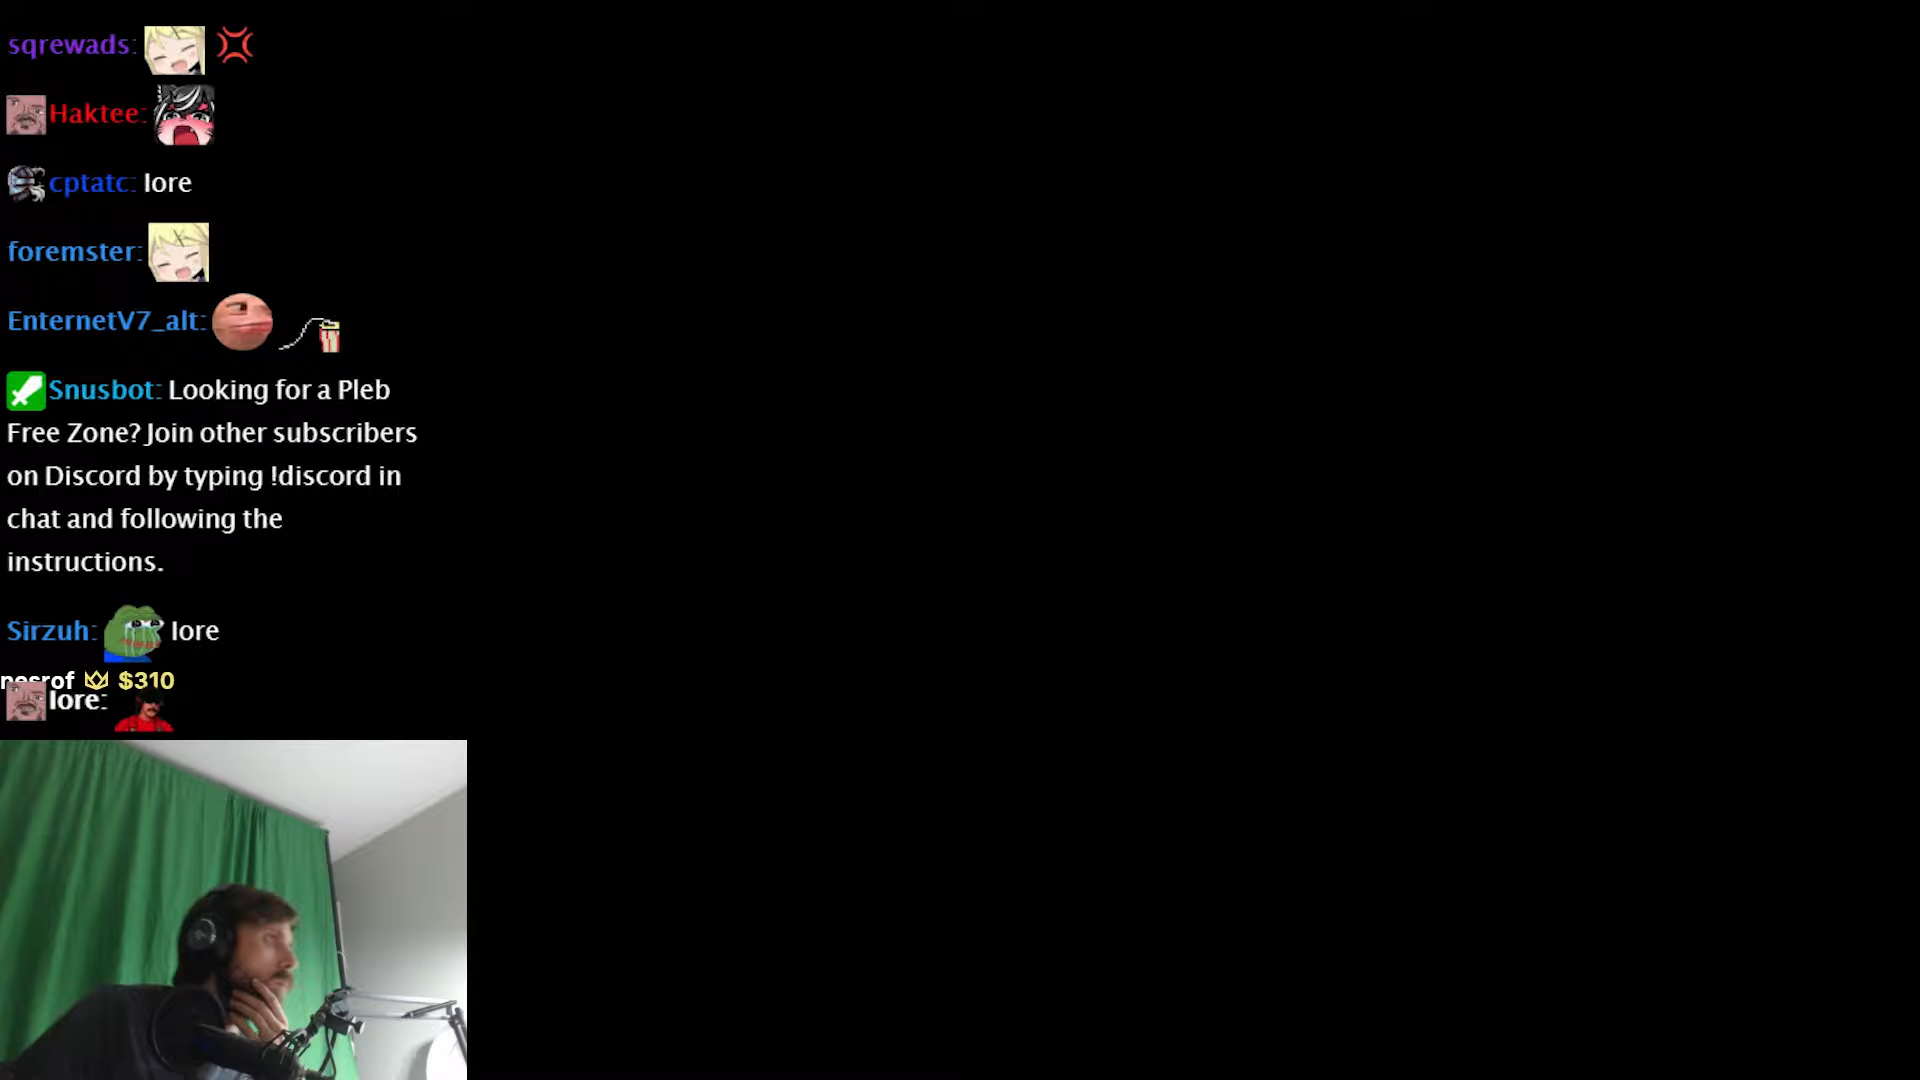 sqrewads:
Haktee:
cptatc: lore
foremster:
EnternetV7_alt:
Snusbot: Looking for a Pleb
Free Zone? Join other subscribers
on Discord by typing !discord in
chat and following the
instructions.
Sirzuh: lore
nesrof $310
lore: